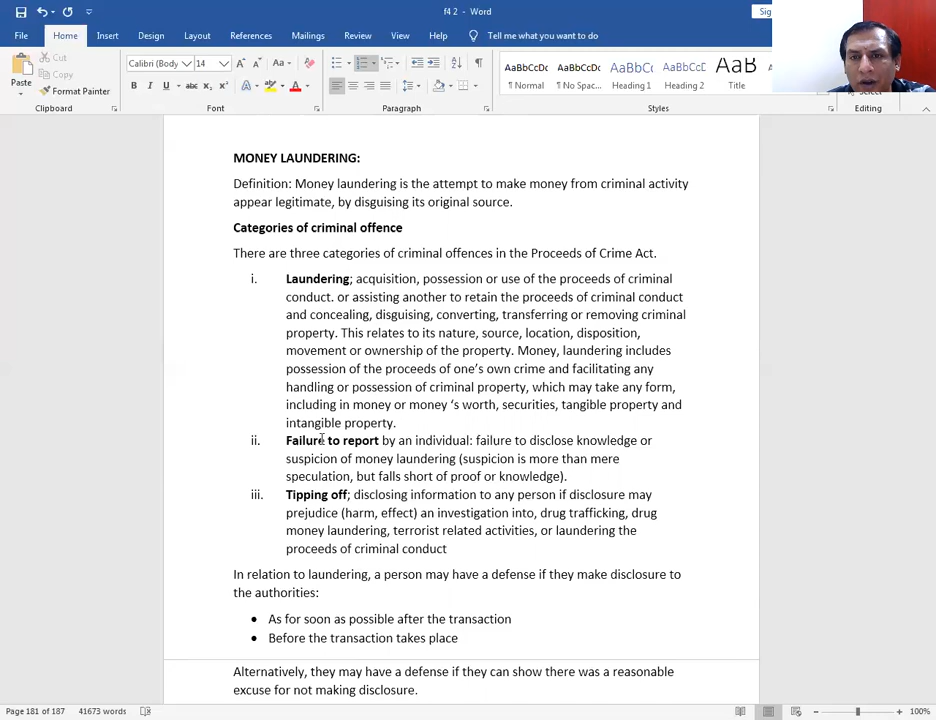 f4 2 - Word
Sig
File Home Insert Design Layout References Mailings Review View Help Tell me what you want to do
Paste
Cut
Copy
Format Painter
Calibri (Body 14
B I U
AaBbCcDc AaBbCcDc AaBbCc AaBbCcD AaB
¶ Normal ¶ No Spac... Heading 1 Heading 2 Title
Clipboard Font Paragraph Styles Editing
MONEY LAUNDERING:
Definition: Money laundering is the attempt to make money from criminal activity
appear legitimate, by disguising its original source.
Categories of criminal offence
There are three categories of criminal offences in the Proceeds of Crime Act.
i. Laundering; acquisition, possession or use of the proceeds of criminal
conduct. or assisting another to retain the proceeds of criminal conduct
and concealing, disguising, converting, transferring or removing criminal
property. This relates to its nature, source, location, disposition,
movement or ownership of the property. Money, laundering includes
possession of the proceeds of one's own crime and facilitating any
handling or possession of criminal property, which may take any form,
including in money or money 's worth, securities, tangible property and
intangible property.
ii. Failure to report by an individual: failure to disclose knowledge or
suspicion of money laundering (suspicion is more than mere
speculation, but falls short of proof or knowledge).
iii. Tipping off; disclosing information to any person if disclosure may
prejudice (harm, effect) an investigation into, drug trafficking, drug
money laundering, terrorist related activities, or laundering the
proceeds of criminal conduct
In relation to laundering, a person may have a defense if they make disclosure to
the authorities:
• As for soon as possible after the transaction
• Before the transaction takes place
Alternatively, they may have a defense if they can show there was a reasonable
excuse for not making disclosure.
Page 181 of 187 41673 words 100%